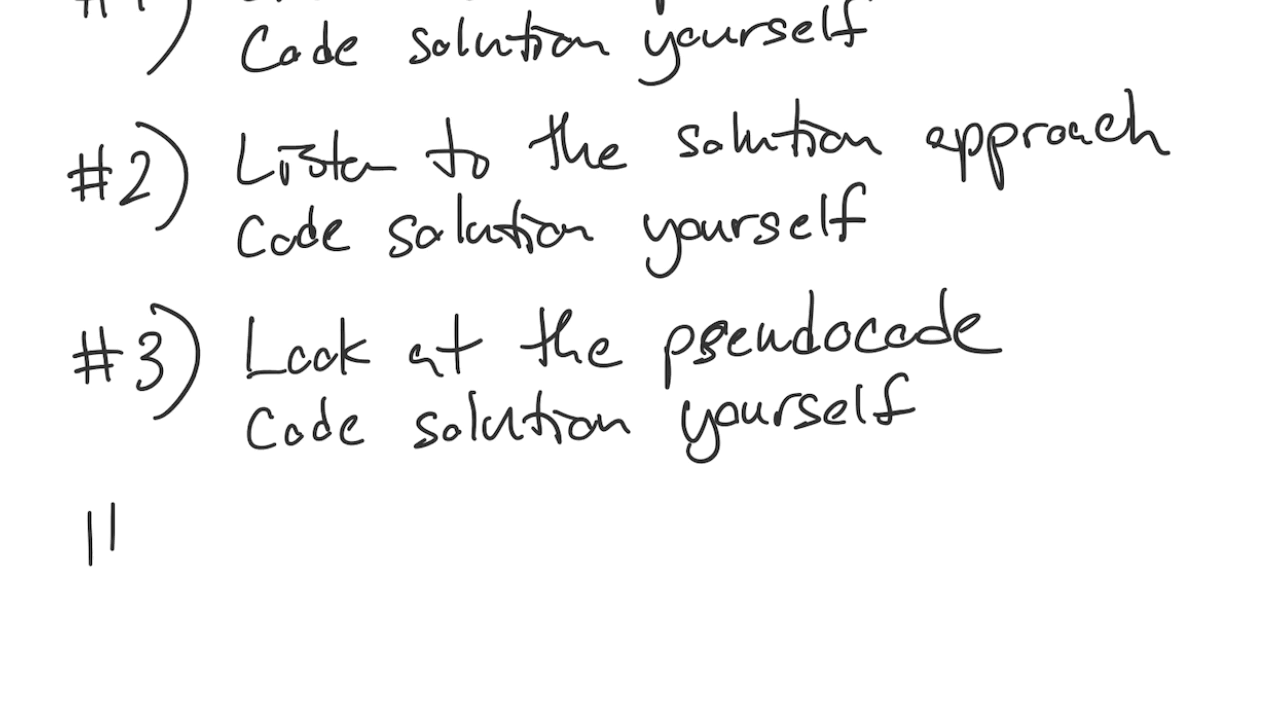 Code solution yourself
#2) Listen to the solution approach
Code solution yourself
#3) Look at the pseudocode
Code solution yourself